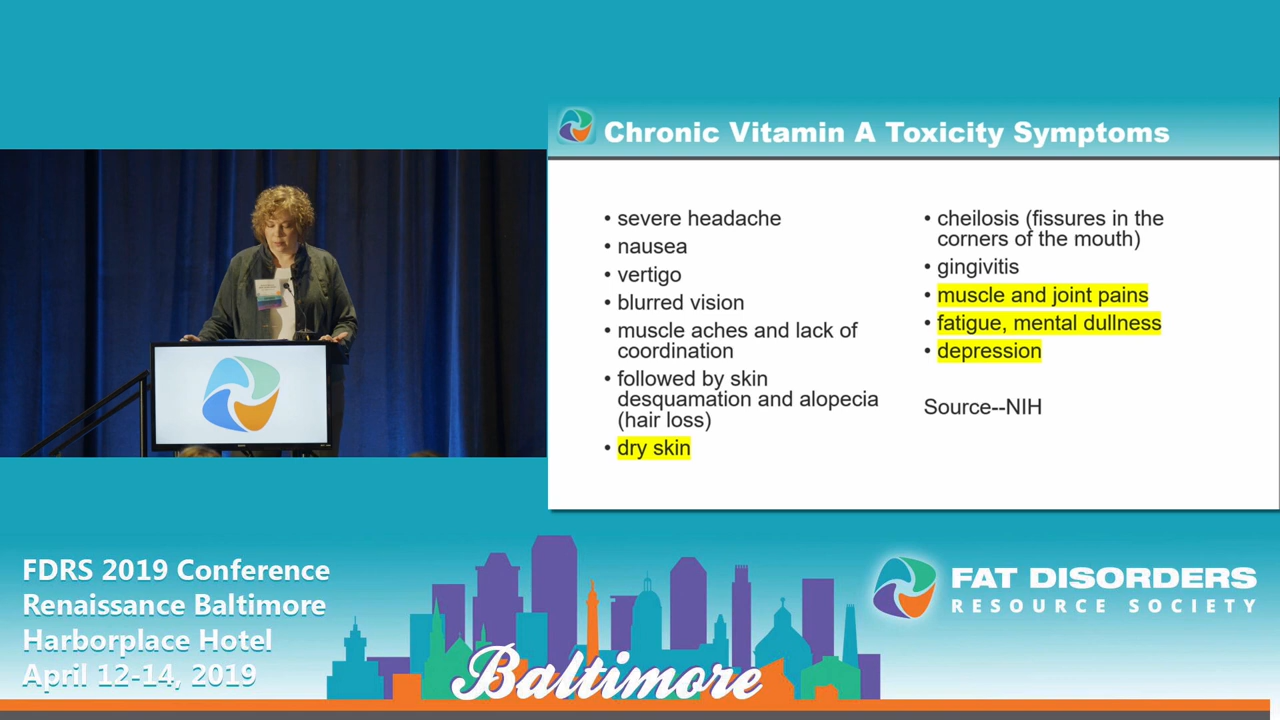 Chronic Vitamin A Toxicity Symptoms
• severe headache
• nausea
• vertigo
• blurred vision
• muscle aches and lack of
coordination
• followed by skin
desquamation and alopecia
(hair loss)
• dry skin
• cheilosis (fissures in the
corners of the mouth)
• gingivitis
• muscle and joint pains
• fatigue, mental dullness
• depression
Source--NIH
FDRS 2019 Conference
Renaissance Baltimore
Harborplace Hotel
April 12-14, 2019
Baltimore
FAT DISORDERS
RESOURCE SOCIETY